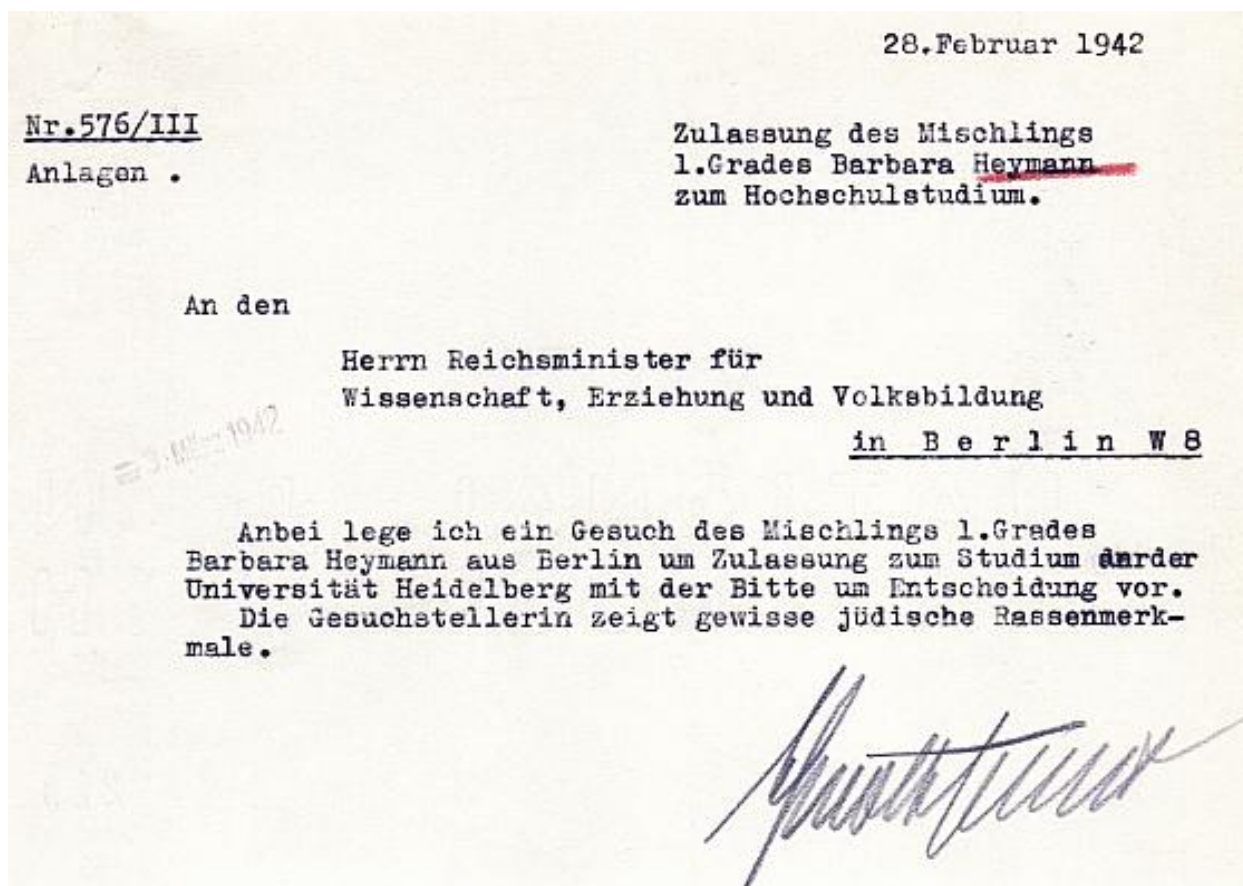 28.Februar 1942
Nr.576/III
Anlagen .
Zulassung des Mischlings
1.Grades Barbara Heymann
zum Hochschulstudium.
An den
Herrn Reichsminister für
Wissenschaft, Erziehung und Volksbildung
in B e r l i n W 8
3. März 1942
Anbei lege ich ein Gesuch des Mischlings 1.Grades
Barbara Heymann aus Berlin um Zulassung zum Studium der
Universität Heidelberg mit der Bitte um Entscheidung vor.
Die Gesuchstellerin zeigt gewisse jüdische Rassenmerk-
male.